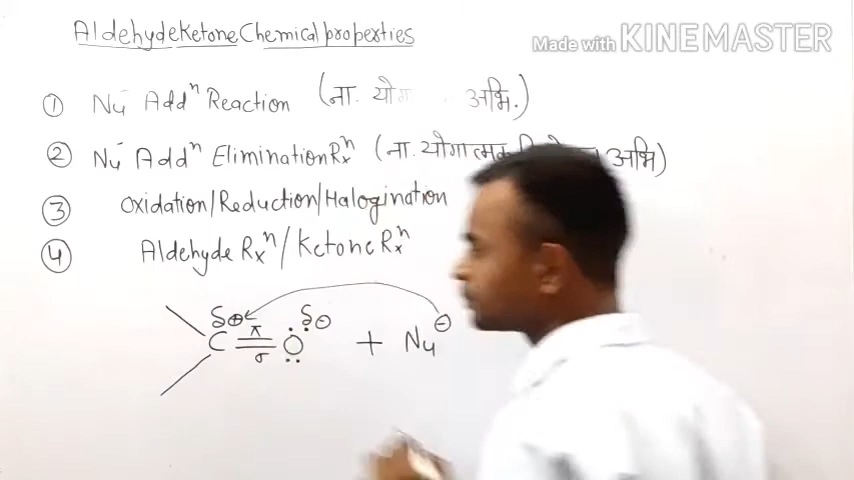 Aldehyde Ketone Chemical properties
Made with KINEMASTER
① Nu⁻ Addⁿ Reaction (ना. अभि.)
② Nu⁻ Addⁿ Elimination Rxⁿ (ना. अभि)
③ Oxidation/Reduction/Halogination
④ Aldehyde Rxⁿ/Ketone Rxⁿ
δ⊕ π δ⊖ ⊖
C = O + Nu
σ